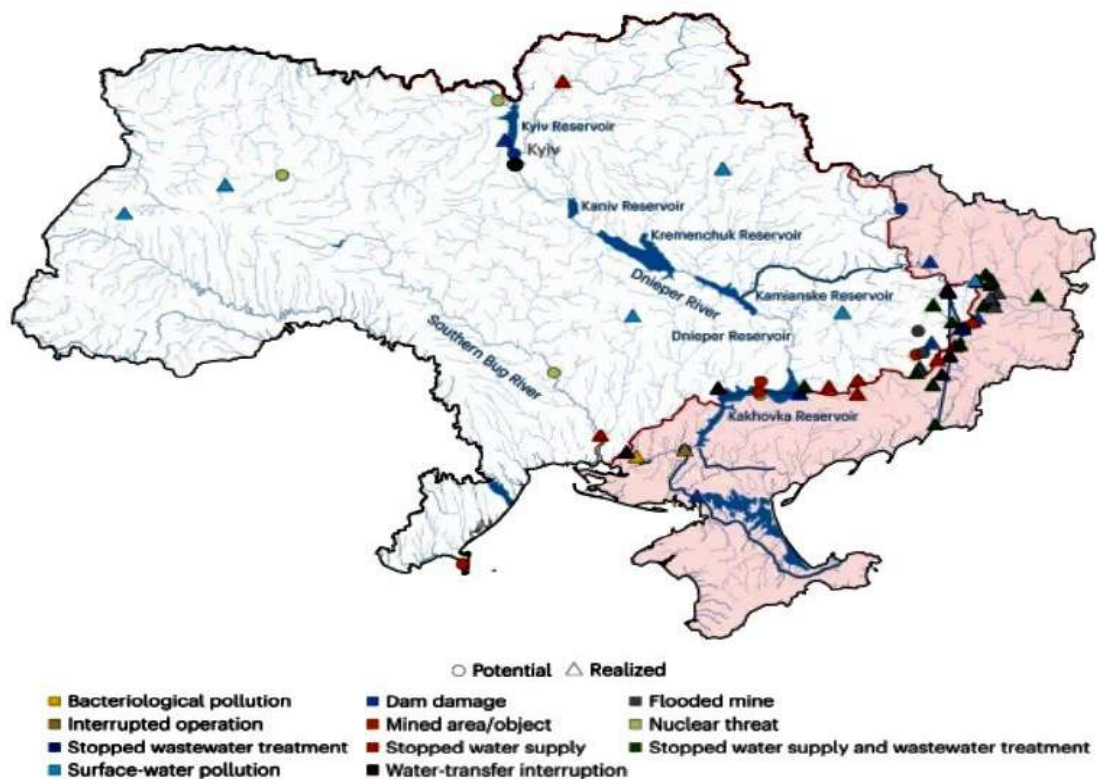 Kyiv Reservoir
Kyiv
Kaniv Reservoir
Kremenchuk Reservoir
Dnieper River
Kamianske Reservoir
Dnieper Reservoir
Southern Bug River
Kakhovka Reservoir
Potential Realized
Bacteriological pollution Dam damage Flooded mine
Interrupted operation Mined area/object Nuclear threat
Stopped wastewater treatment Stopped water supply Stopped water supply and wastewater treatment
Surface-water pollution Water-transfer interruption